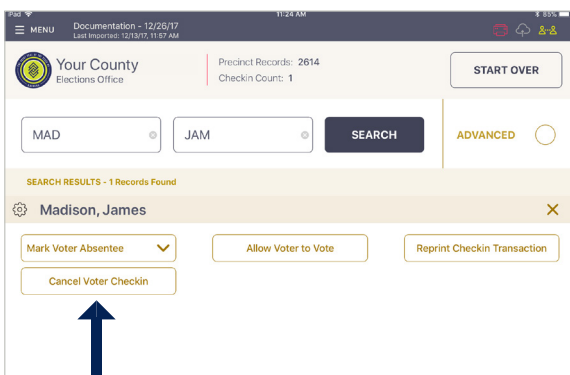 iPad 11:24 AM 85%
MENU
Documentation - 12/26/17
Last Imported: 12/13/17, 11:57 AM
Your County
Elections Office
Precinct Records: 2614
Checkin Count: 1
START OVER
MAD
JAM
SEARCH
ADVANCED
SEARCH RESULTS - 1 Records Found
Madison, James
Mark Voter Absentee
Allow Voter to Vote
Reprint Checkin Transaction
Cancel Voter Checkin